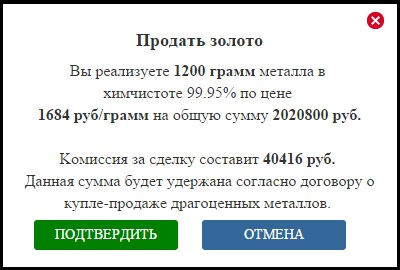 Продать золото
Вы реализуете 1200 грамм металла в
химчистоте 99.95% по цене
1684 руб/грамм на общую сумму 2020800 руб.
Комиссия за сделку составит 40416 руб.
Данная сумма будет удержана согласно договору о
купле-продаже драгоценных металлов.
ПОДТВЕРДИТЬ ОТМЕНА